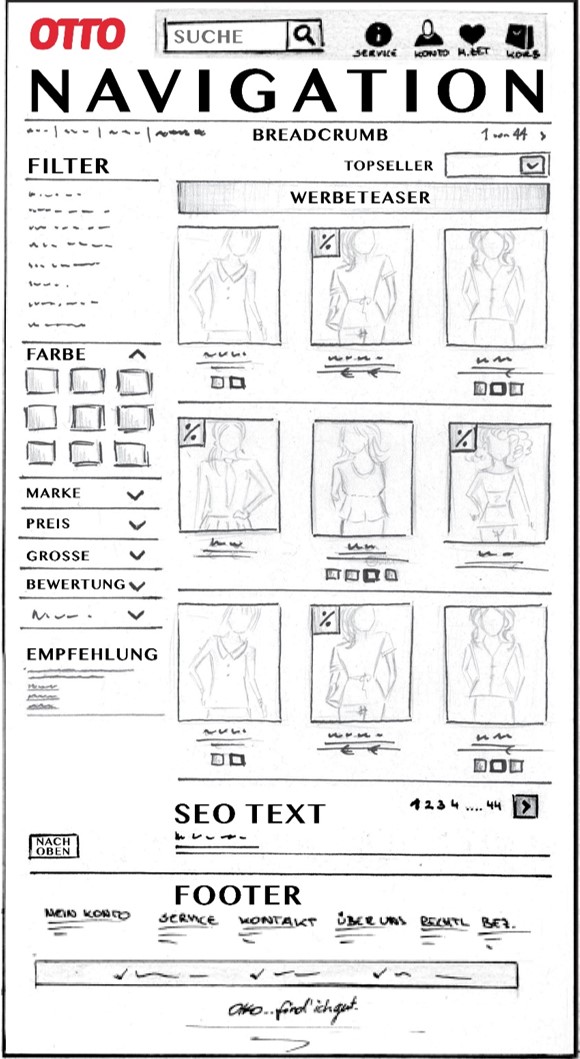 OTTO
SUCHE
SERVICE KONTO M.ZET KORB
NAVIGATION
BREADCRUMB
1 von 44 >
FILTER
TOPSELLER
WERBETEASER
%
FARBE
% %
MARKE
PREIS
GROSSE
BEWERTUNG
%
EMPFEHLUNG
SEO TEXT
1 2 3 4 .... 44 >
NACH
OBEN
FOOTER
MEIN KONTO SERVICE KONTAKT ÜBER UNS RECHTL BEZ.
Otto... find' ich gut.